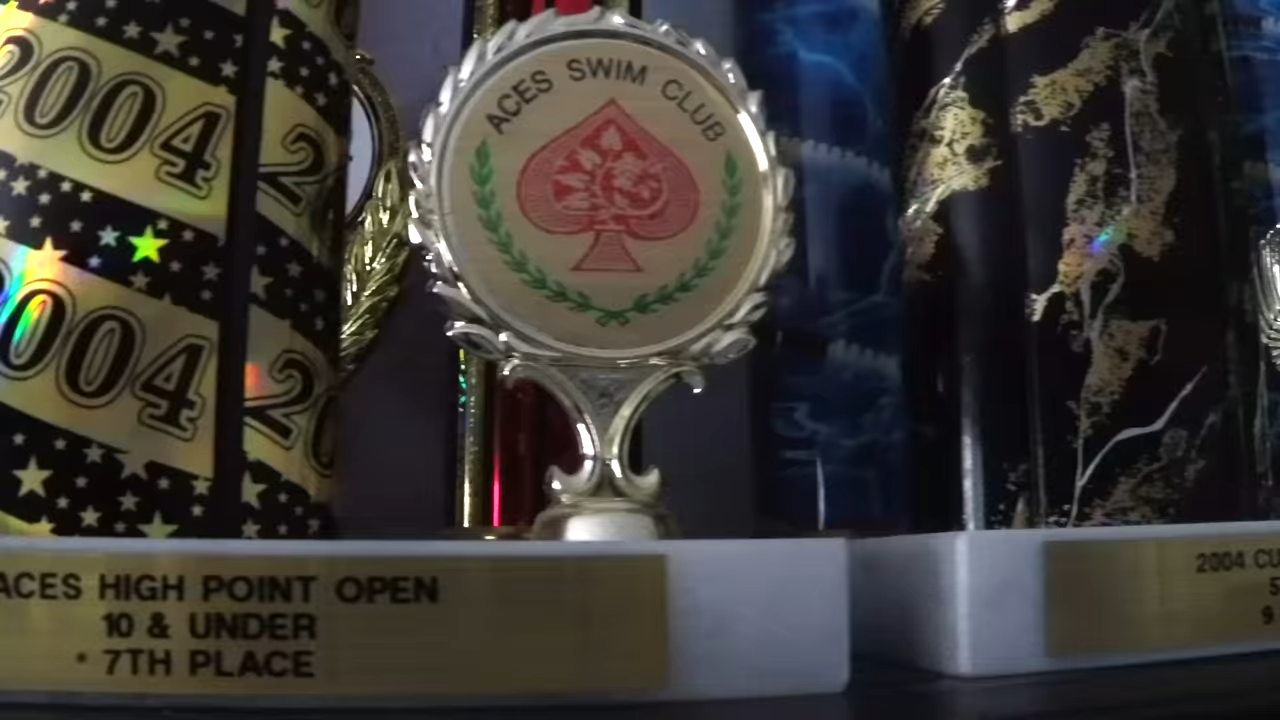 2004
2
2004
20
ACES SWIM CLUB
ACES HIGH POINT OPEN
10 & UNDER
• 7TH PLACE
2004 CU
5
9